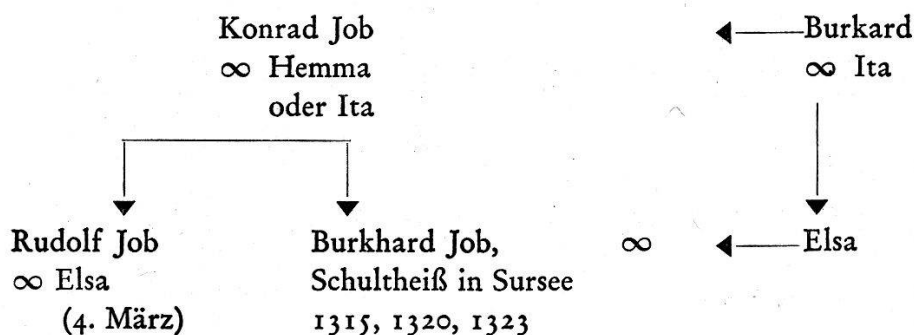 Konrad Job
∞ Hemma
oder Ita
Burkard
∞ Ita
Rudolf Job
∞ Elsa
(4. März)
Burkhard Job,
Schultheiß in Sursee
1315, 1320, 1323
∞
Elsa